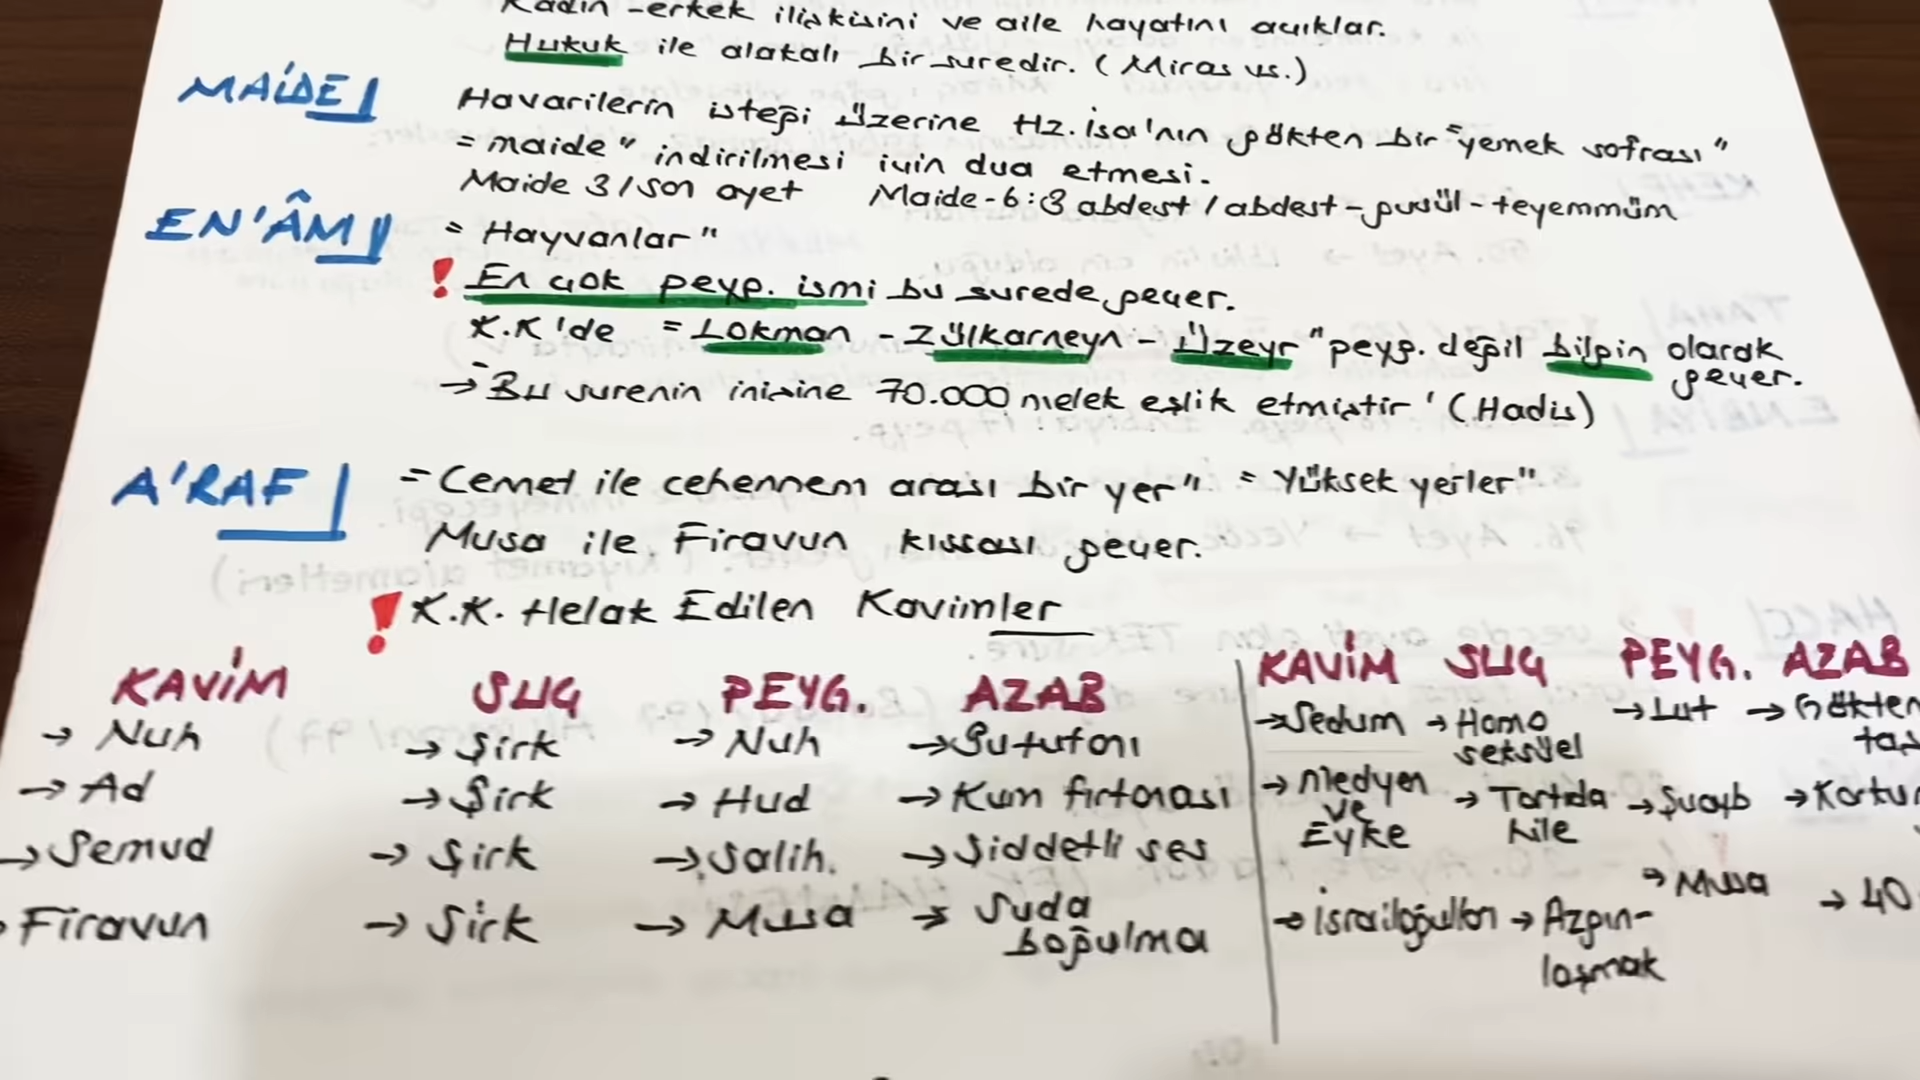 Kadın-erkek ilişkisini ve aile hayatını açıklar.
Hukuk ile alakalı bir suredir. (Miras vs.)
MAİDE
Havarilerin isteği üzerine Hz. İsa'nın gökten bir "yemek sofrası"
= maide" indirilmesi için dua etmesi.
Maide 3/son ayet Maide-6:3 abdest/abdest-gusül-teyemmüm
EN'ÂM
= Hayvanlar"
! En çok peyg. ismi bu surede geçer.
K.K'de = Lokman - Zülkarneyn - Üzeyr "peyg. değil bilgin olarak geçer.
→ Bu surenin inişine 70.000 melek eşlik etmiştir' (Hadis)
A'RAF
= Cennet ile cehennem arası bir yer" = Yüksek yerler"
Musa ile Firavun kıssası geçer.
! K.K. Helak Edilen Kavimler
KAVİM SUÇ PEYG. AZAB
→ Nuh → Şirk → Nuh → Su tufanı
→ Ad → Şirk → Hud → Kum fırtınası
→ Semud → Şirk → Salih. → Şiddetli ses
Firavun → Şirk → Musa → Suda boğulma
KAVİM SUÇ PEYG. AZAB
→ Sedum → Homo seksüel → Lut → Gökten
→ Medyen ve Eyke → Tartıda hile → Şuayb
→ İsrailoğulları → Azgınlaşmak → Musa → 40